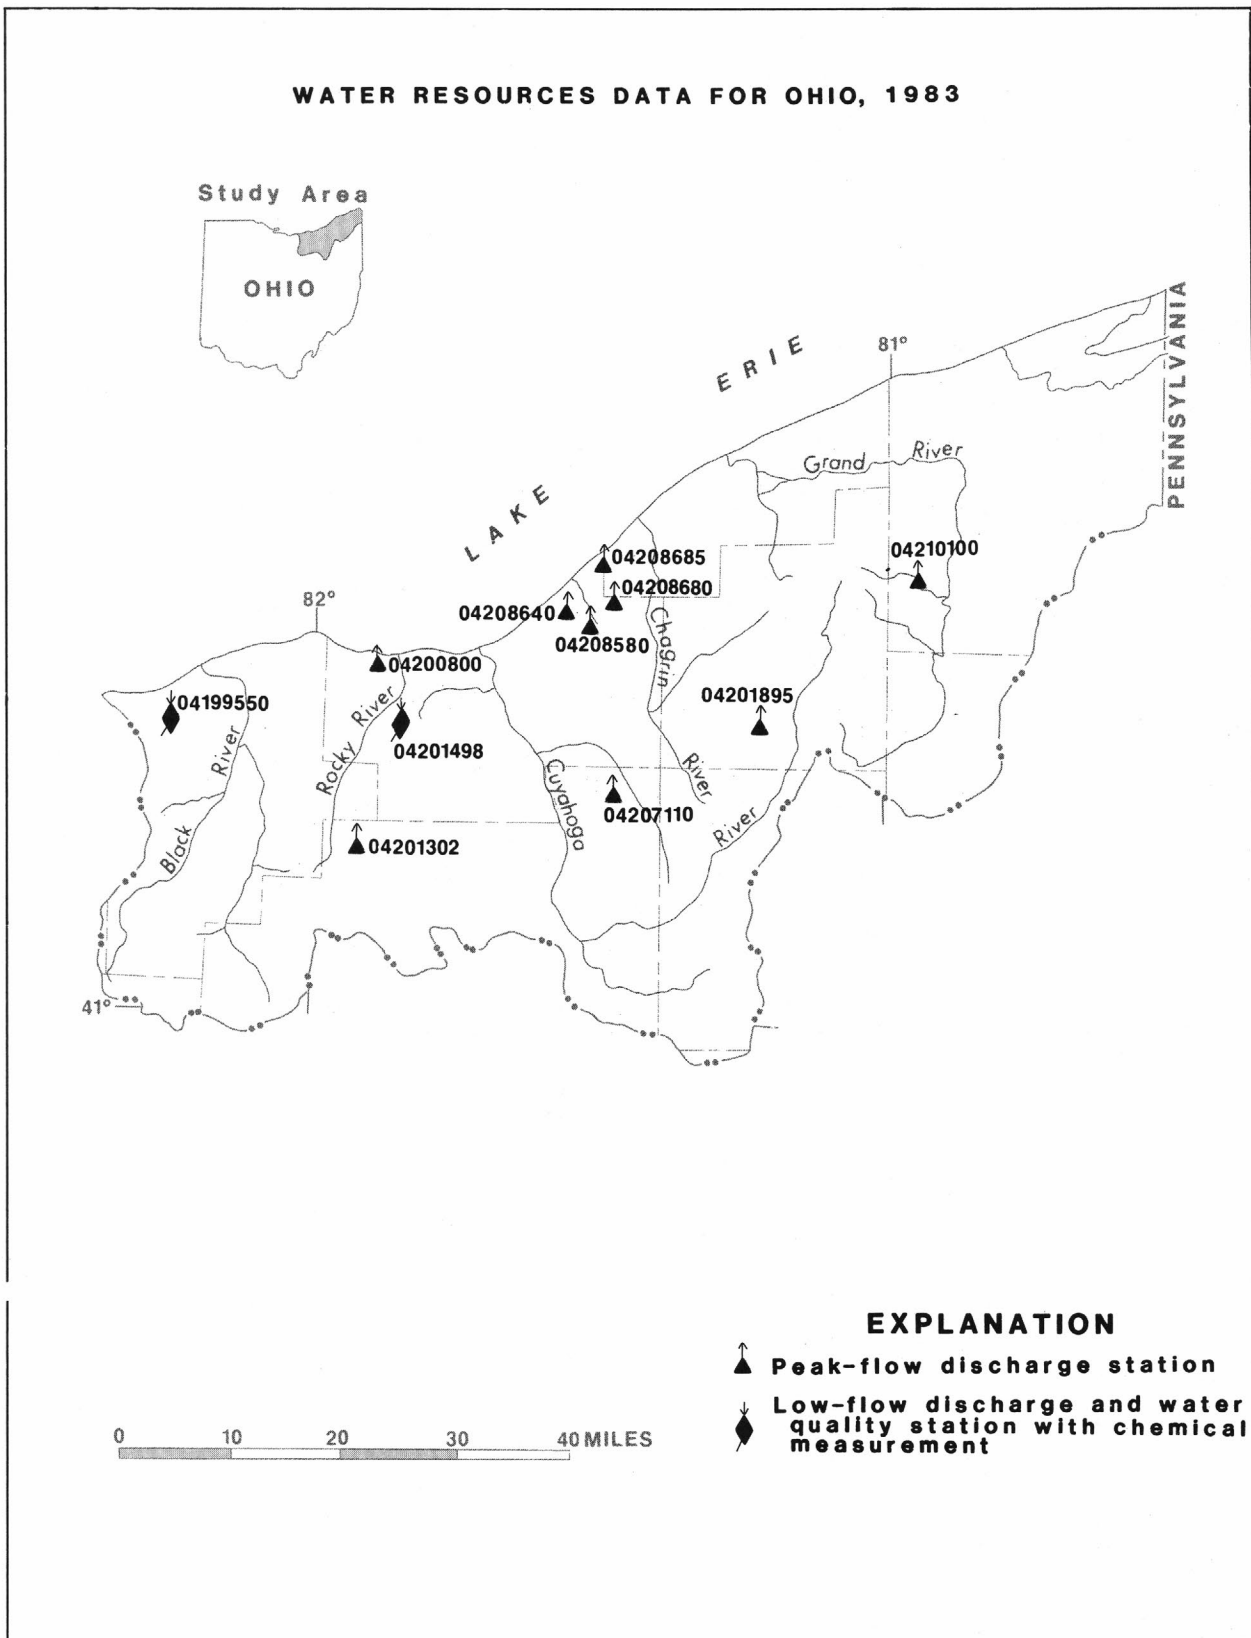 WATER RESOURCES DATA FOR OHIO, 1983
Study Area
OHIO
LAKE ERIE
PENNSYLVANIA
81°
Grand River
04208685
04210100
04208680
04208640
82°
04208580
Chagrin River
04200800
04199550
04201895
Rocky River
04201498
Black River
Cuyahoga River
04207110
04201302
41°
EXPLANATION
Peak-flow discharge station
Low-flow discharge and water
quality station with chemical
measurement
0 10 20 30 40 MILES